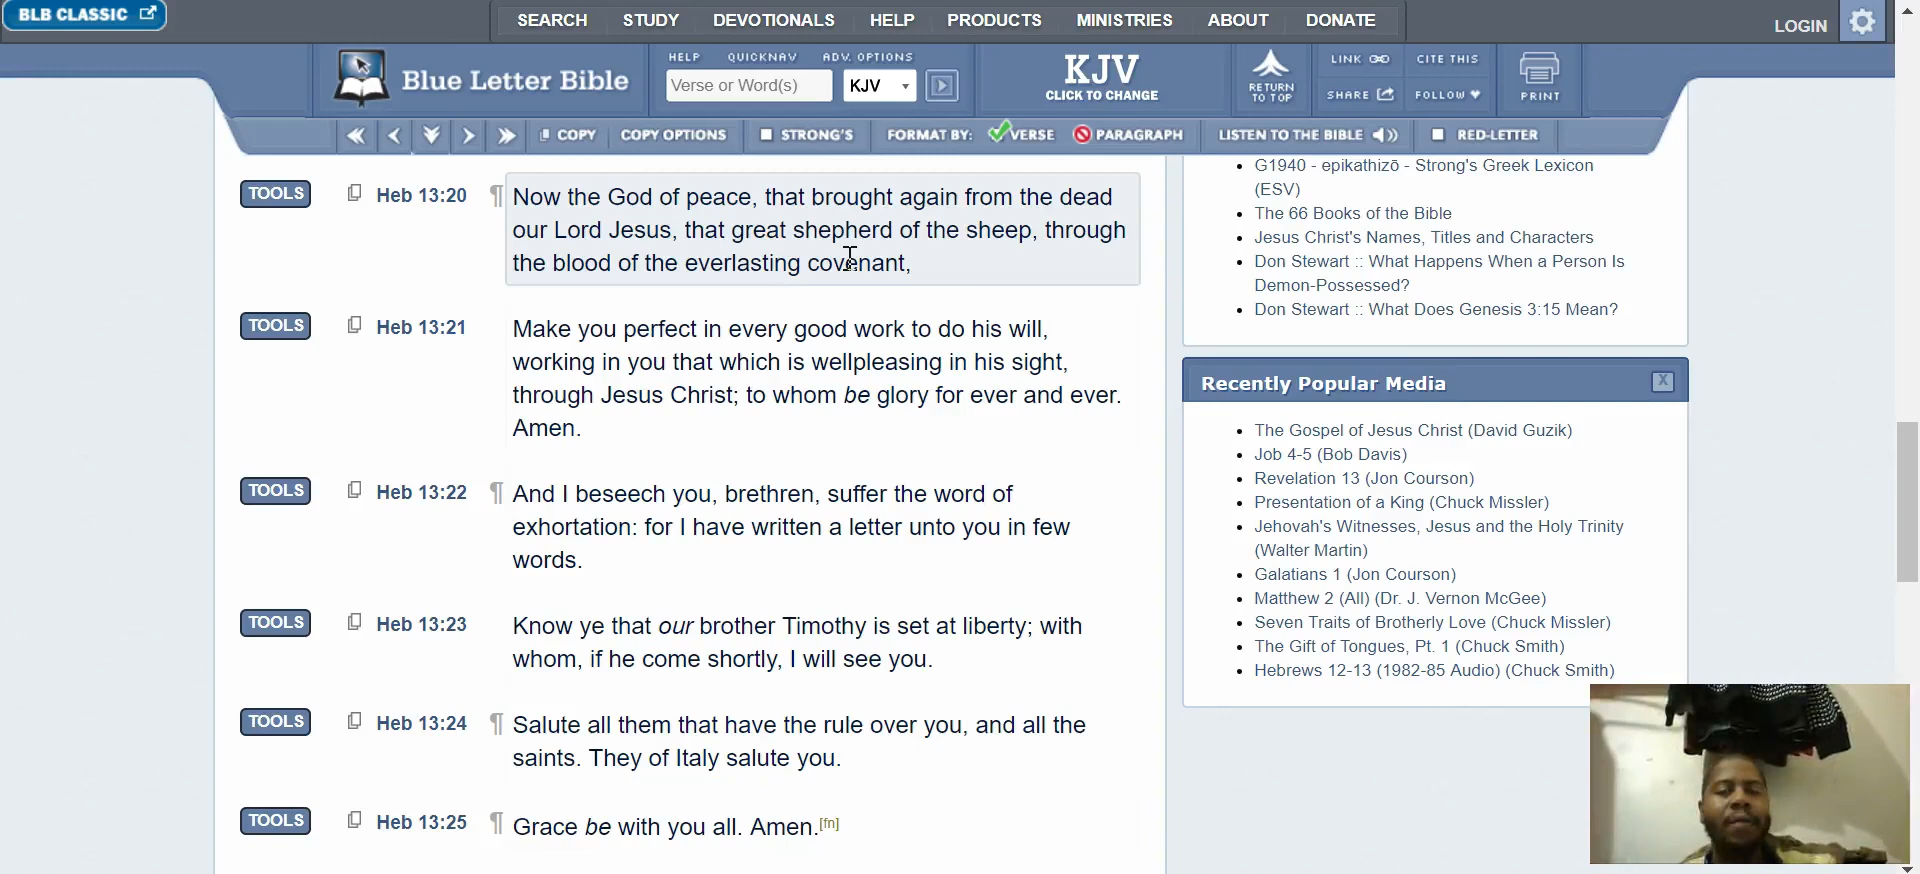 BLB CLASSIC
SEARCH STUDY DEVOTIONALS HELP PRODUCTS MINISTRIES ABOUT DONATE
LOGIN
Blue Letter Bible
HELP QUICKNAV ADV. OPTIONS
Verse or Word(s) KJV
KJV
CLICK TO CHANGE
RETURN
TO TOP
LINK CITE THIS
SHARE FOLLOW
PRINT
COPY COPY OPTIONS STRONG'S FORMAT BY: VERSE PARAGRAPH LISTEN TO THE BIBLE RED-LETTER
TOOLS Heb 13:20 ¶ Now the God of peace, that brought again from the dead
our Lord Jesus, that great shepherd of the sheep, through
the blood of the everlasting covenant,
TOOLS Heb 13:21 Make you perfect in every good work to do his will,
working in you that which is wellpleasing in his sight,
through Jesus Christ; to whom be glory for ever and ever.
Amen.
TOOLS Heb 13:22 ¶ And I beseech you, brethren, suffer the word of
exhortation: for I have written a letter unto you in few
words.
TOOLS Heb 13:23 Know ye that our brother Timothy is set at liberty; with
whom, if he come shortly, I will see you.
TOOLS Heb 13:24 ¶ Salute all them that have the rule over you, and all the
saints. They of Italy salute you.
TOOLS Heb 13:25 ¶ Grace be with you all. Amen.[fn]
G1940 - epikathizō - Strong's Greek Lexicon
(ESV)
The 66 Books of the Bible
Jesus Christ's Names, Titles and Characters
Don Stewart :: What Happens When a Person Is
Demon-Possessed?
Don Stewart :: What Does Genesis 3:15 Mean?
Recently Popular Media X
The Gospel of Jesus Christ (David Guzik)
Job 4-5 (Bob Davis)
Revelation 13 (Jon Courson)
Presentation of a King (Chuck Missler)
Jehovah's Witnesses, Jesus and the Holy Trinity
(Walter Martin)
Galatians 1 (Jon Courson)
Matthew 2 (All) (Dr. J. Vernon McGee)
Seven Traits of Brotherly Love (Chuck Missler)
The Gift of Tongues, Pt. 1 (Chuck Smith)
Hebrews 12-13 (1982-85 Audio) (Chuck Smith)